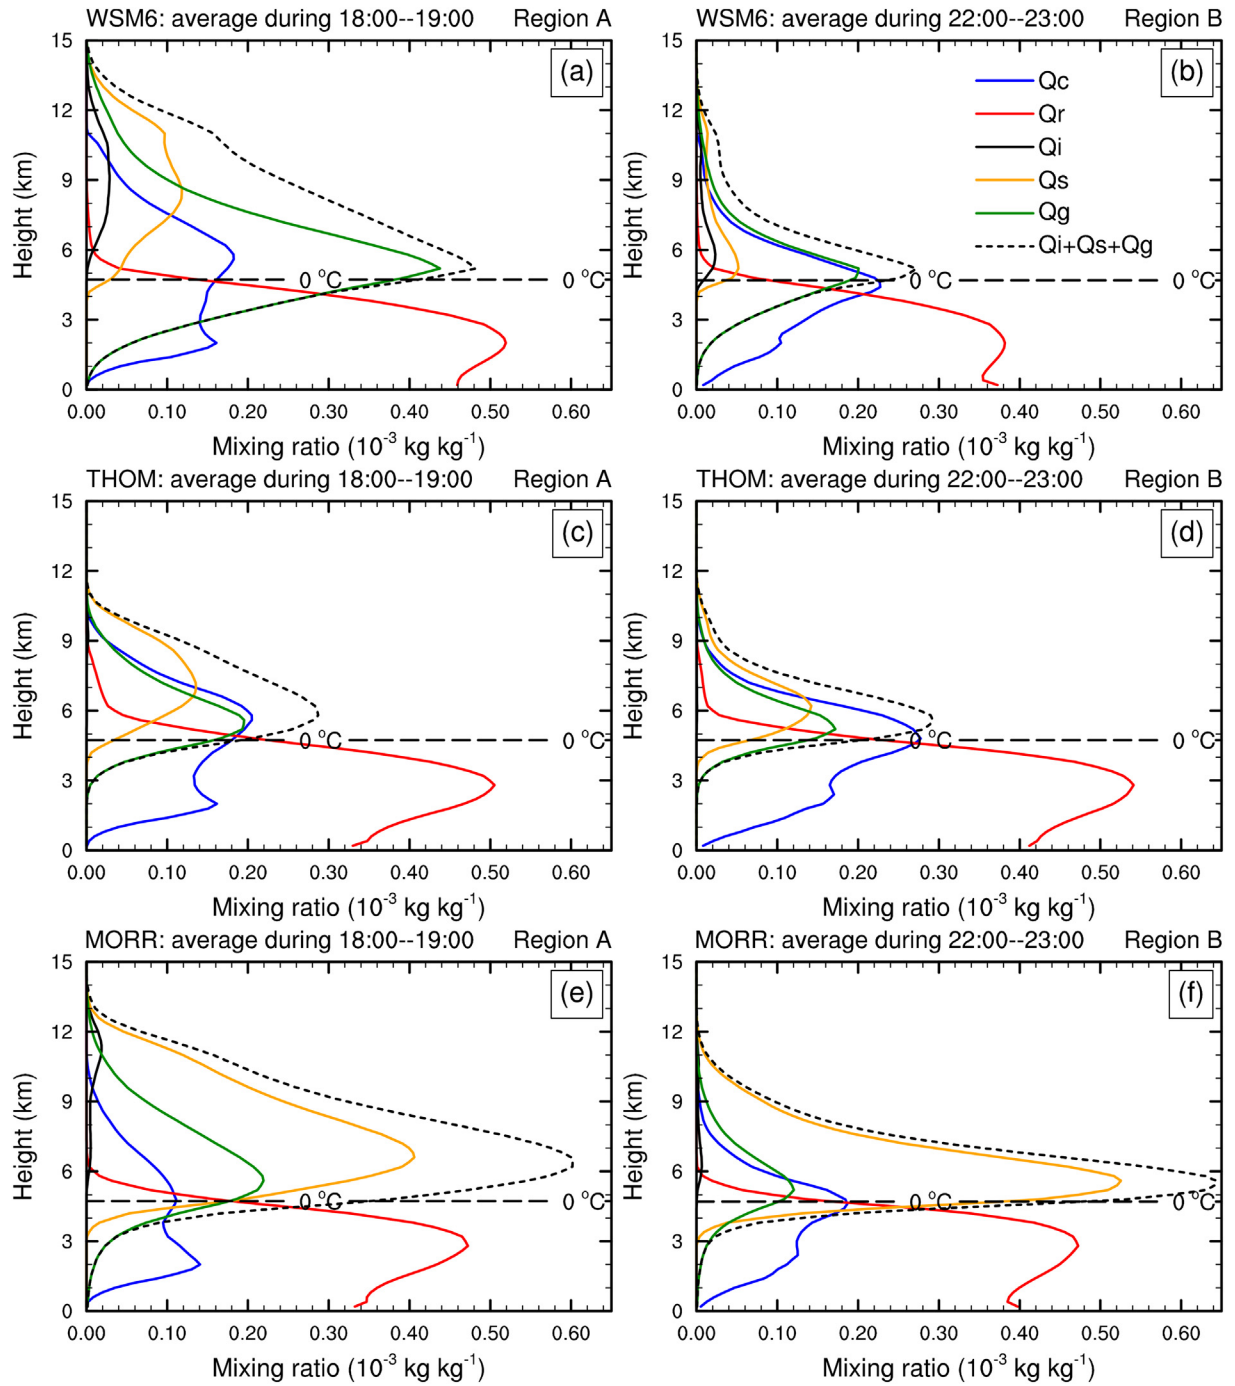 WSM6: average during 18:00--19:00 Region A
(a)
15
12
9
6
3
0
Height (km)
0 °C 0 °C
0.00 0.10 0.20 0.30 0.40 0.50 0.60
Mixing ratio (10⁻³ kg kg⁻¹)
WSM6: average during 22:00--23:00 Region B
(b)
Qc
Qr
Qi
Qs
Qg
Qi+Qs+Qg
15
12
9
6
3
0
Height (km)
0 °C 0 °C
0.00 0.10 0.20 0.30 0.40 0.50 0.60
Mixing ratio (10⁻³ kg kg⁻¹)
THOM: average during 18:00--19:00 Region A
(c)
15
12
9
6
3
0
Height (km)
0 °C 0 °C
0.00 0.10 0.20 0.30 0.40 0.50 0.60
Mixing ratio (10⁻³ kg kg⁻¹)
THOM: average during 22:00--23:00 Region B
(d)
15
12
9
6
3
0
Height (km)
0 °C 0 °C
0.00 0.10 0.20 0.30 0.40 0.50 0.60
Mixing ratio (10⁻³ kg kg⁻¹)
MORR: average during 18:00--19:00 Region A
(e)
15
12
9
6
3
0
Height (km)
0 °C 0 °C
0.00 0.10 0.20 0.30 0.40 0.50 0.60
Mixing ratio (10⁻³ kg kg⁻¹)
MORR: average during 22:00--23:00 Region B
(f)
15
12
9
6
3
0
Height (km)
0 °C 0 °C
0.00 0.10 0.20 0.30 0.40 0.50 0.60
Mixing ratio (10⁻³ kg kg⁻¹)